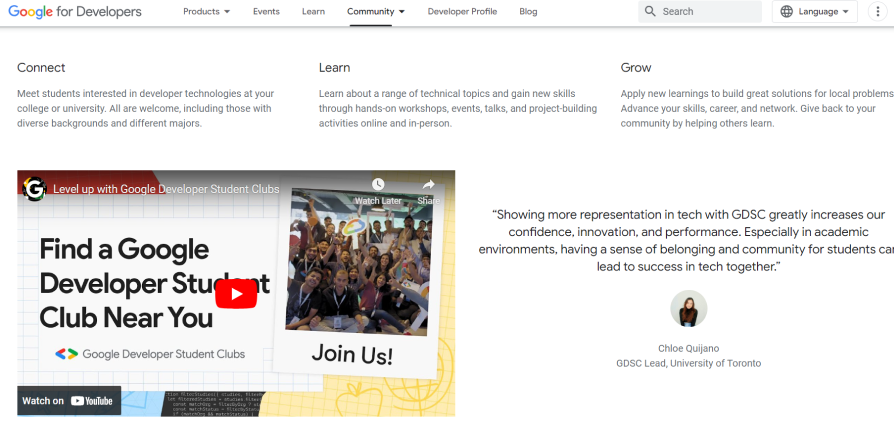 Google for Developers
Products
Events
Learn
Community
Developer Profile
Blog
Search
Language
Connect
Meet students interested in developer technologies at your
college or university. All are welcome, including those with
diverse backgrounds and different majors.
Learn
Learn about a range of technical topics and gain new skills
through hands-on workshops, events, talks, and project-building
activities online and in-person.
Grow
Apply new learnings to build great solutions for local problems
Advance your skills, career, and network. Give back to your
community by helping others learn.
G
Level up with Google Developer Student Clubs
Watch Later
Share
Find a Google
Developer Student
Club Near You
Google Developer Student Clubs
Join Us!
Watch on YouTube
“Showing more representation in tech with GDSC greatly increases our
confidence, innovation, and performance. Especially in academic
environments, having a sense of belonging and community for students can
lead to success in tech together.”
Chloe Quijano
GDSC Lead, University of Toronto